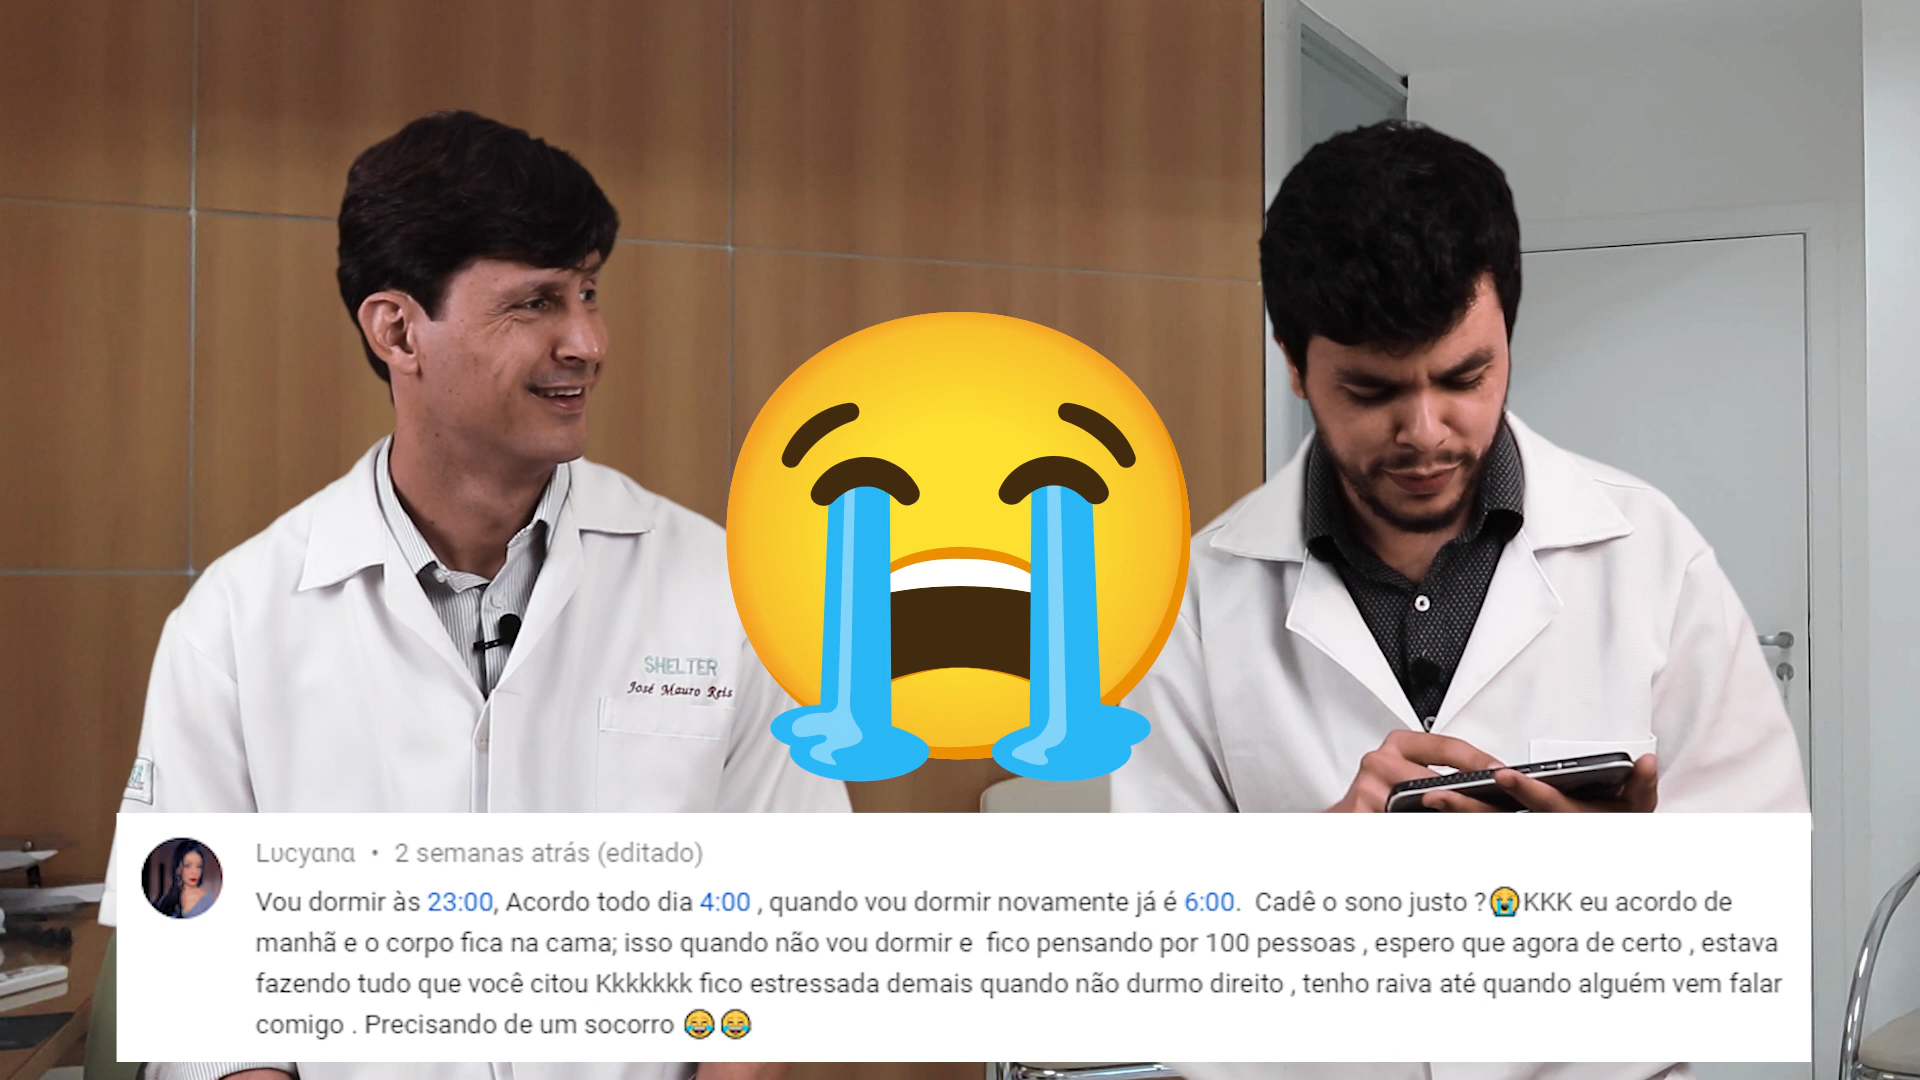 SHELTER
José Mauro Reis
Lυcyαnα • 2 semanas atrás (editado)
Vou dormir às 23:00, Acordo todo dia 4:00 , quando vou dormir novamente já é 6:00. Cadê o sono justo ?😭KKK eu acordo de
manhã e o corpo fica na cama; isso quando não vou dormir e fico pensando por 100 pessoas , espero que agora de certo , estava
fazendo tudo que você citou Kkkkkkk fico estressada demais quando não durmo direito , tenho raiva até quando alguém vem falar
comigo . Precisando de um socorro 😂😂